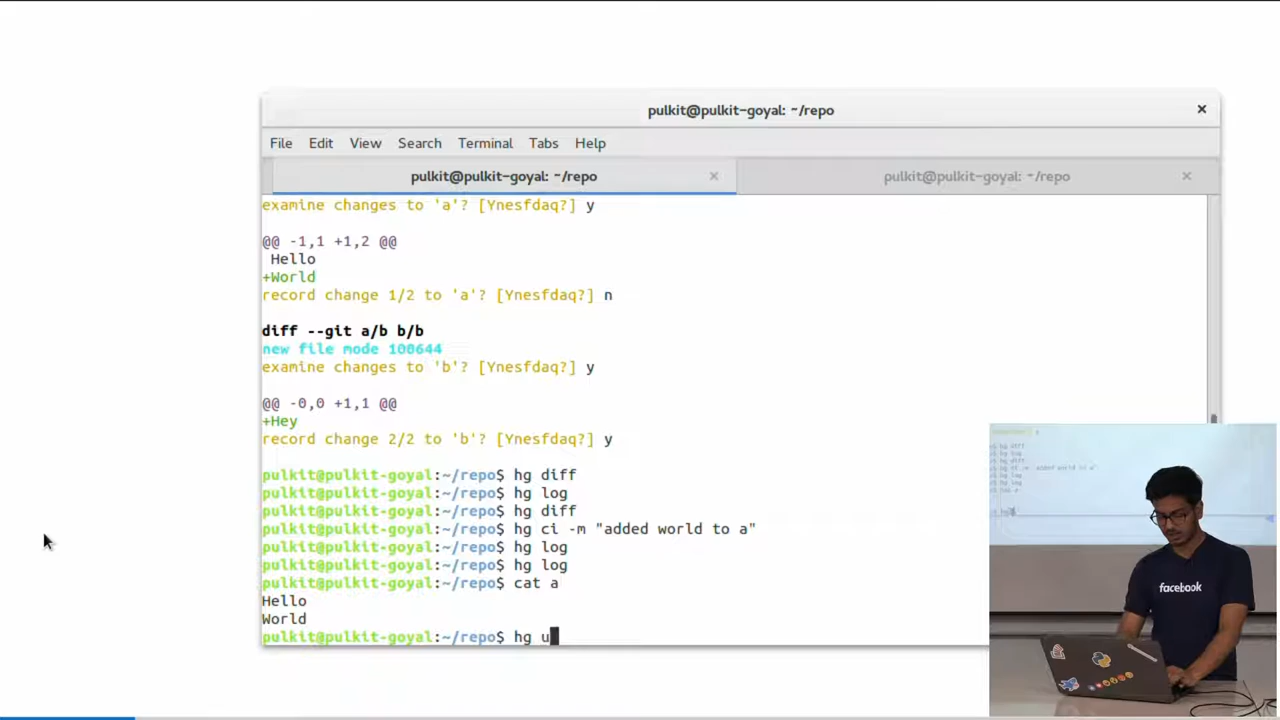 pulkit@pulkit-goyal: ~/repo
File Edit View Search Terminal Tabs Help
pulkit@pulkit-goyal: ~/repo
pulkit@pulkit-goyal: ~/repo
examine changes to 'a'? [Ynesfdaq?] y
@@ -1,1 +1,2 @@
Hello
+World
record change 1/2 to 'a'? [Ynesfdaq?] n
diff --git a/b b/b
new file mode 100644
examine changes to 'b'? [Ynesfdaq?] y
@@ -0,0 +1,1 @@
+Hey
record change 2/2 to 'b'? [Ynesfdaq?] y
pulkit@pulkit-goyal:~/repo$ hg diff
pulkit@pulkit-goyal:~/repo$ hg log
pulkit@pulkit-goyal:~/repo$ hg diff
pulkit@pulkit-goyal:~/repo$ hg ci -m "added world to a"
pulkit@pulkit-goyal:~/repo$ hg log
pulkit@pulkit-goyal:~/repo$ hg log
pulkit@pulkit-goyal:~/repo$ cat a
Hello
World
pulkit@pulkit-goyal:~/repo$ hg u
facebook